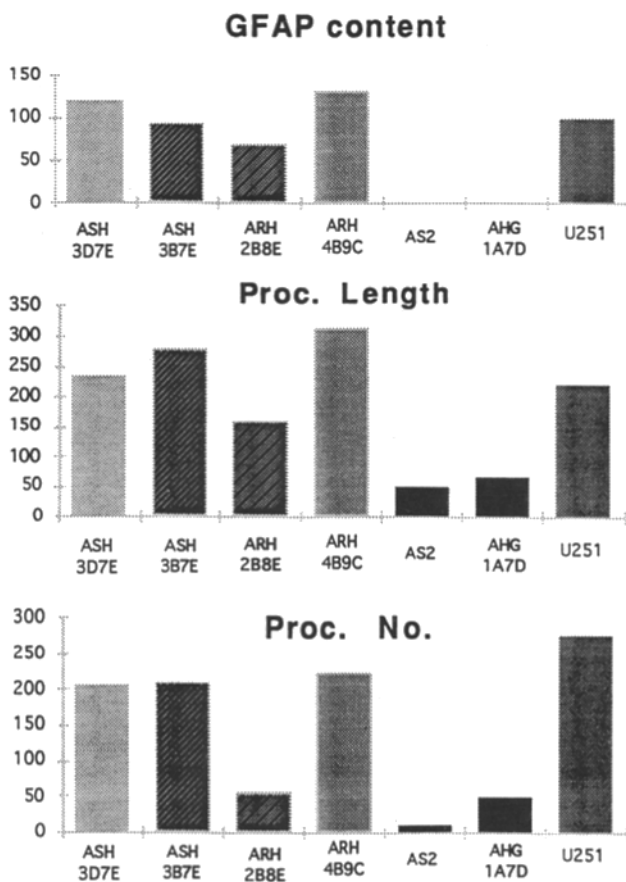 GFAP content
150
100
50
0
ASH 3D7E
ASH 3B7E
ARH 2B8E
ARH 4B9C
AS2
AHG 1A7D
U251
Proc. Length
350
300
250
200
150
100
50
0
ASH 3D7E
ASH 3B7E
ARH 2B8E
ARH 4B9C
AS2
AHG 1A7D
U251
Proc. No.
300
250
200
150
100
50
0
ASH 3D7E
ASH 3B7E
ARH 2B8E
ARH 4B9C
AS2
AHG 1A7D
U251